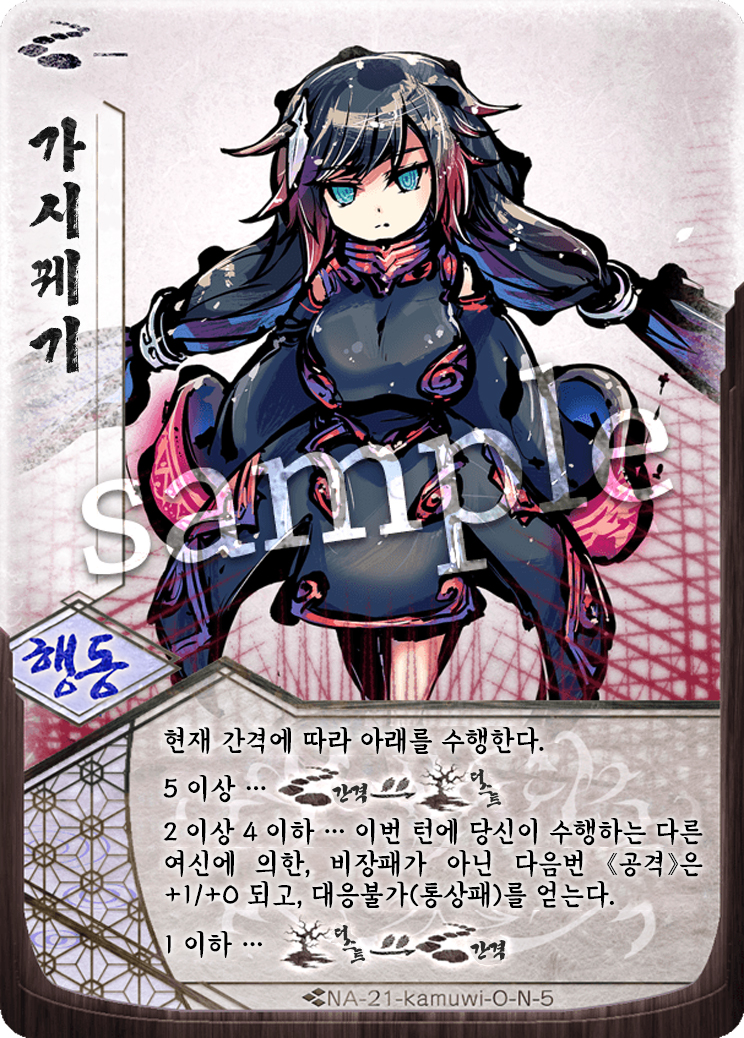 가시케기
sample
행동
현재 간격에 따라 아래를 수행한다.
5 이상 … 간격 더스트
2 이상 4 이하 … 이번 턴에 당신이 수행하는 다른
여신에 의한, 비장패가 아닌 다음번 《공격》은
+1/+0 되고, 대응불가(통상패)를 얻는다.
1 이하 … 더스트 간격
NA-21-kamuwi-O-N-5